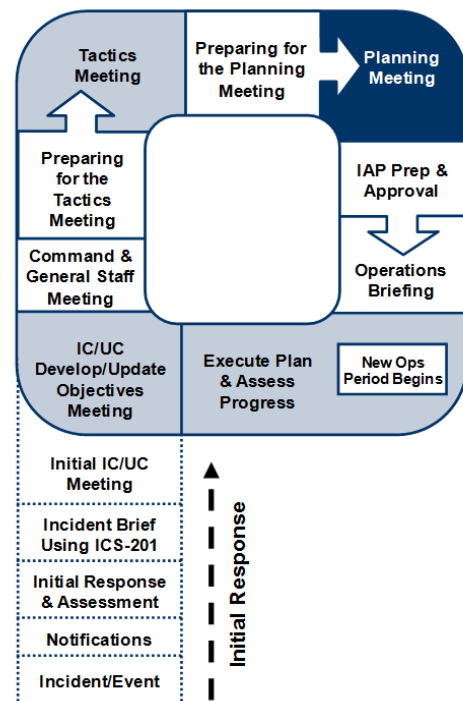 Tactics
Meeting
Preparing for
the Planning
Meeting
Planning
Meeting
Preparing
for the
Tactics
Meeting
IAP Prep &
Approval
Command &
General Staff
Meeting
Operations
Briefing
IC/UC
Develop/Update
Objectives
Meeting
Execute Plan
& Assess
Progress
New Ops
Period Begins
Initial IC/UC
Meeting
Incident Brief
Using ICS-201
Initial Response
& Assessment
Notifications
Incident/Event
Initial Response